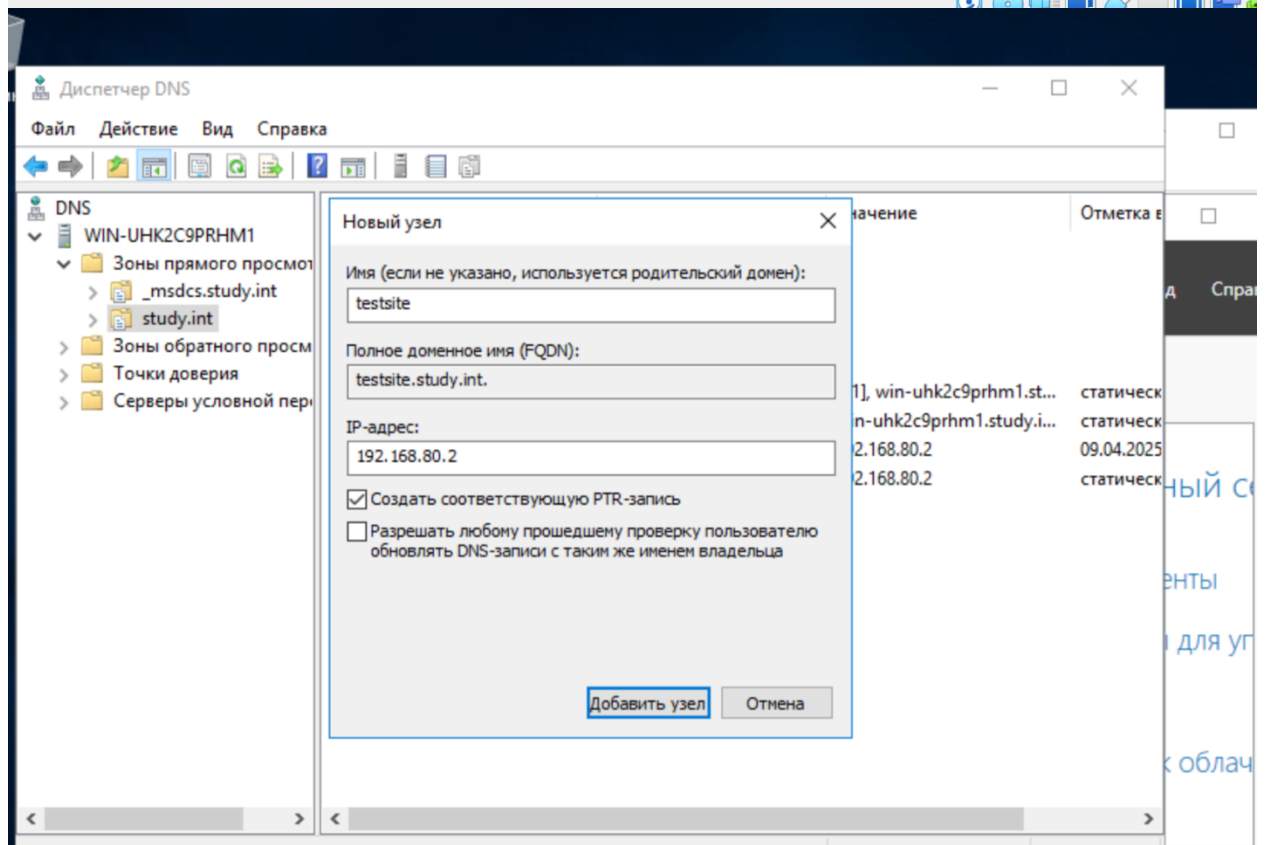 Диспетчер DNS
Файл Действие Вид Справка
DNS
WIN-UHK2C9PRHM1
Зоны прямого просмот
_msdcs.study.int
study.int
Зоны обратного просм
Точки доверия
Серверы условной пере
Новый узел
Имя (если не указано, используется родительский домен):
testsite
Полное доменное имя (FQDN):
testsite.study.int.
IP-адрес:
192.168.80.2
Создать соответствующую PTR-запись
Разрешать любому прошедшему проверку пользователю
обновлять DNS-записи с таким же именем владельца
Добавить узел Отмена
начение Отметка в
1], win-uhk2c9prhm1.st... статическ
in-uhk2c9prhm1.study.i... статическ
2.168.80.2 09.04.2025
2.168.80.2 статическ
д Справ
ный се
енты
для уп
к облач